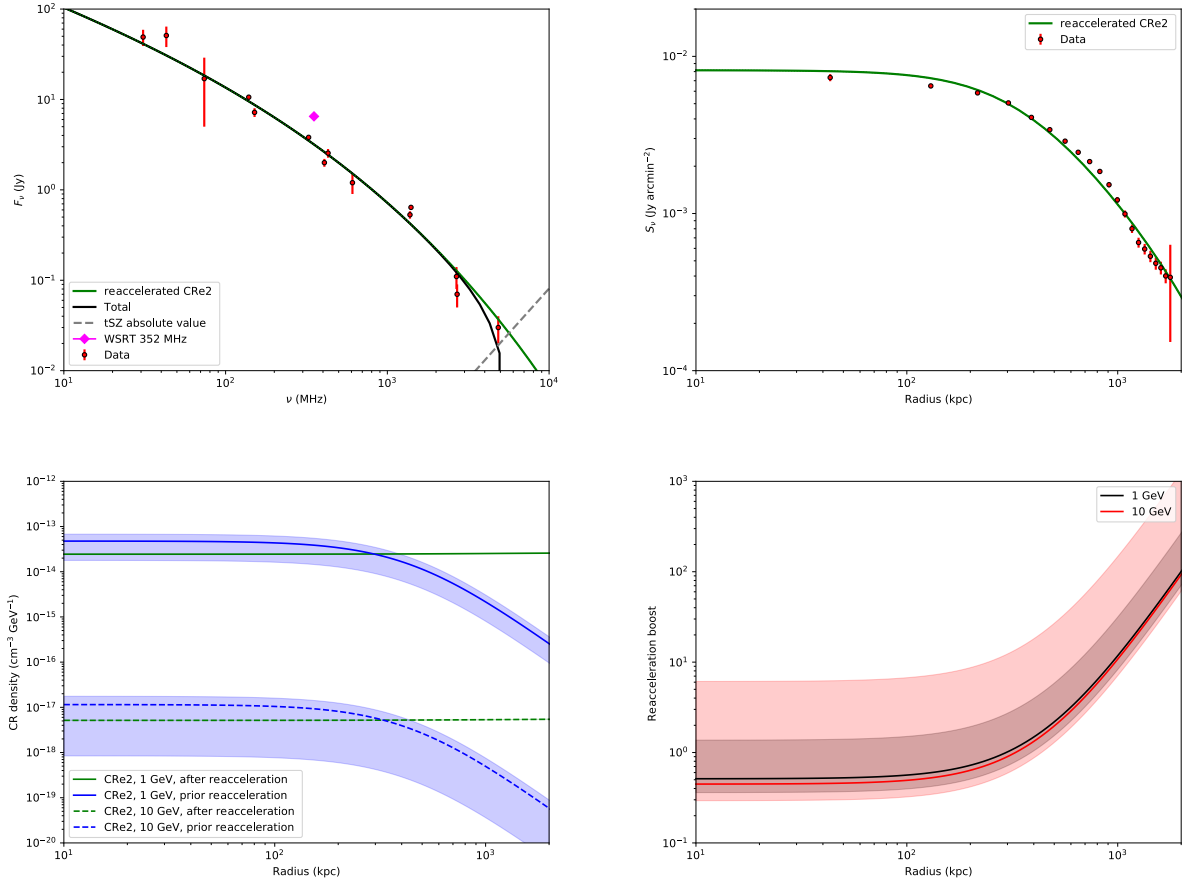 10² 
10¹
10⁰
10⁻¹
10⁻²
F_ν (Jy)
reaccelerated CRe2
Total
tSZ absolute value
WSRT 352 MHz
Data
10¹ 10² 10³ 10⁴
ν (MHz)
10⁻²
10⁻³
10⁻⁴
S_ν (Jy arcmin⁻²)
reaccelerated CRe2
Data
10¹ 10² 10³
Radius (kpc)
10⁻¹²
10⁻¹³
10⁻¹⁴
10⁻¹⁵
10⁻¹⁶
10⁻¹⁷
10⁻¹⁸
10⁻¹⁹
10⁻²⁰
CR density (cm⁻³ GeV⁻¹)
CRe2, 1 GeV, after reacceleration
CRe2, 1 GeV, prior reacceleration
CRe2, 10 GeV, after reacceleration
CRe2, 10 GeV, prior reacceleration
10¹ 10² 10³
Radius (kpc)
10³
10²
10¹
10⁰
10⁻¹
Reacceleration boost
1 GeV
10 GeV
10¹ 10² 10³
Radius (kpc)